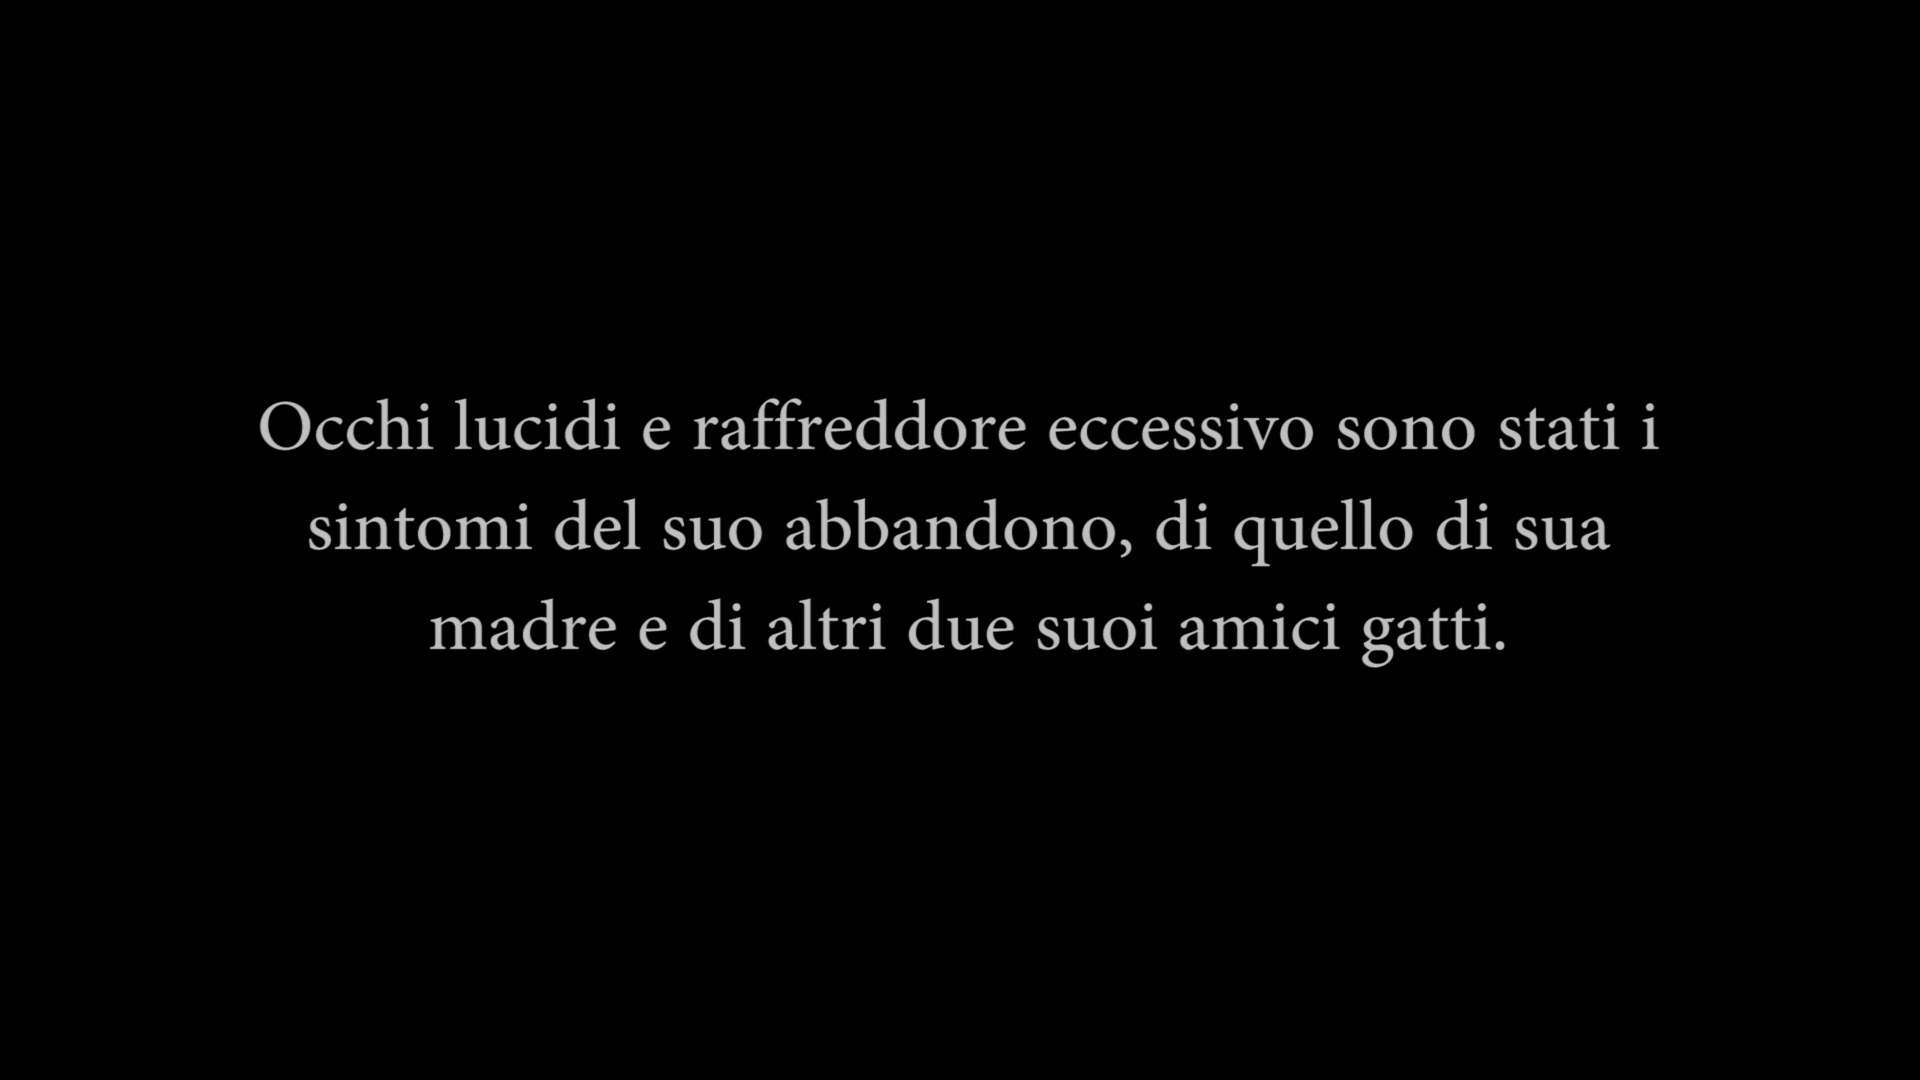 Occhi lucidi e raffreddore eccessivo sono stati i
sintomi del suo abbandono, di quello di sua
madre e di altri due suoi amici gatti.